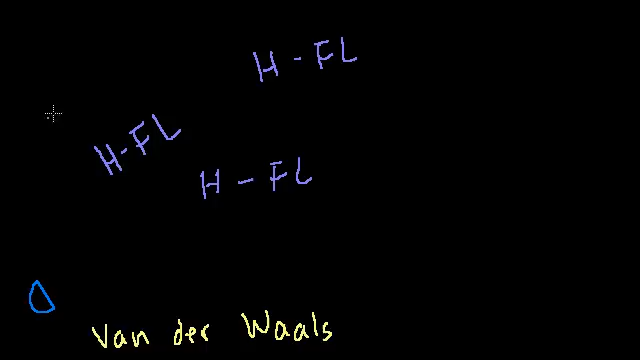 H - FL
H-FL
H - FL
Van der Waals